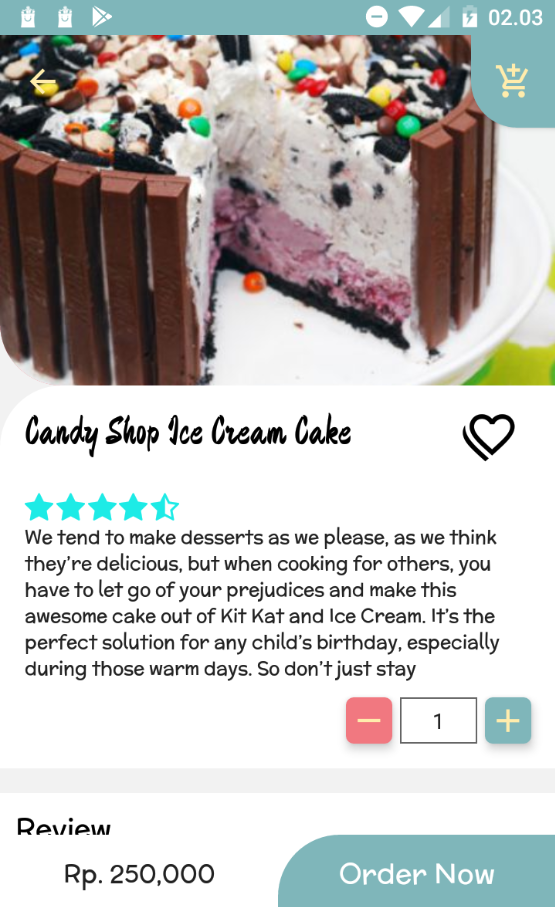 02.03
Candy Shop Ice Cream Cake
We tend to make desserts as we please, as we think
they're delicious, but when cooking for others, you
have to let go of your prejudices and make this
awesome cake out of Kit Kat and Ice Cream. It's the
perfect solution for any child's birthday, especially
during those warm days. So don't just stay
1
Review
Rp. 250,000
Order Now